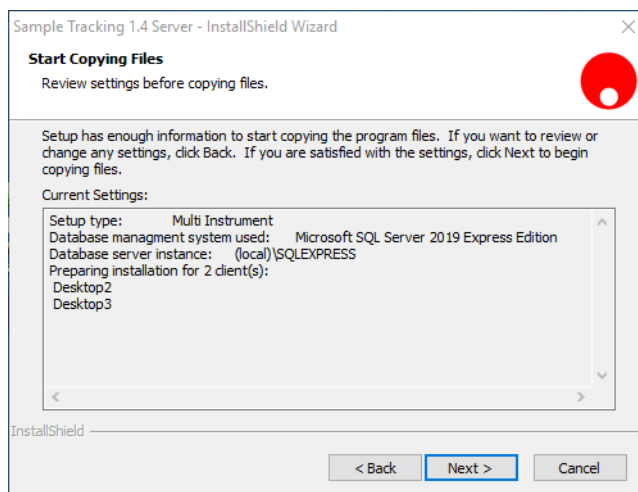 Sample Tracking 1.4 Server - InstallShield Wizard
Start Copying Files
Review settings before copying files.
Setup has enough information to start copying the program files. If you want to review or
change any settings, click Back. If you are satisfied with the settings, click Next to begin
copying files.
Current Settings:
Setup type: Multi Instrument
Database managment system used: Microsoft SQL Server 2019 Express Edition
Database server instance: (local)\SQLEXPRESS
Preparing installation for 2 client(s):
Desktop2
Desktop3
InstallShield
< Back Next > Cancel